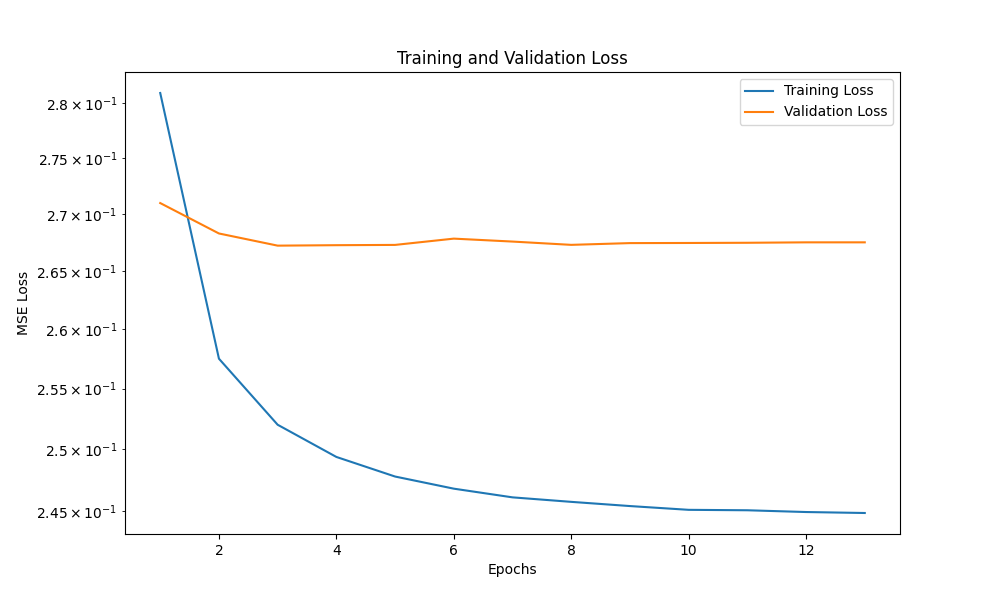 Training and Validation Loss
Training Loss
Validation Loss
2.8 × 10⁻¹
2.75 × 10⁻¹
2.7 × 10⁻¹
2.65 × 10⁻¹
2.6 × 10⁻¹
2.55 × 10⁻¹
2.5 × 10⁻¹
2.45 × 10⁻¹
MSE Loss
2 4 6 8 10 12
Epochs